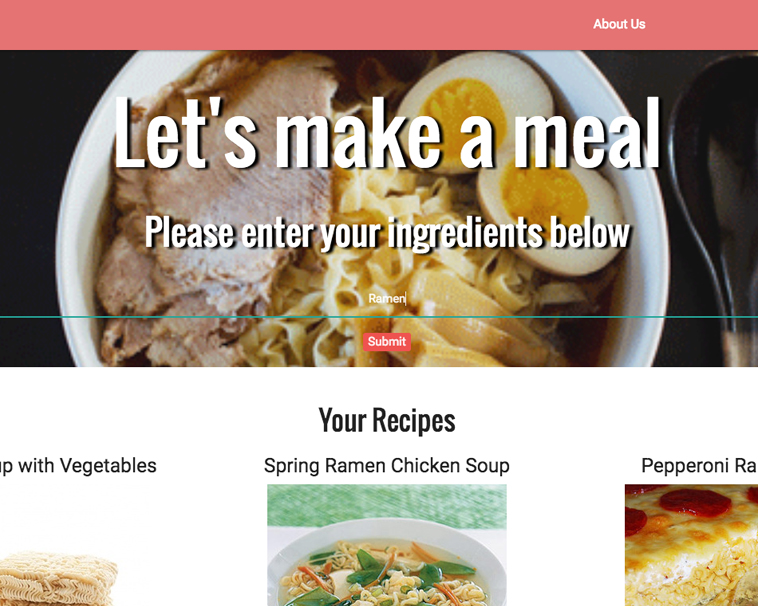 About Us
Let's make a meal
Please enter your ingredients below
Ramen
Submit
Your Recipes
with Vegetables
Spring Ramen Chicken Soup
Pepperoni